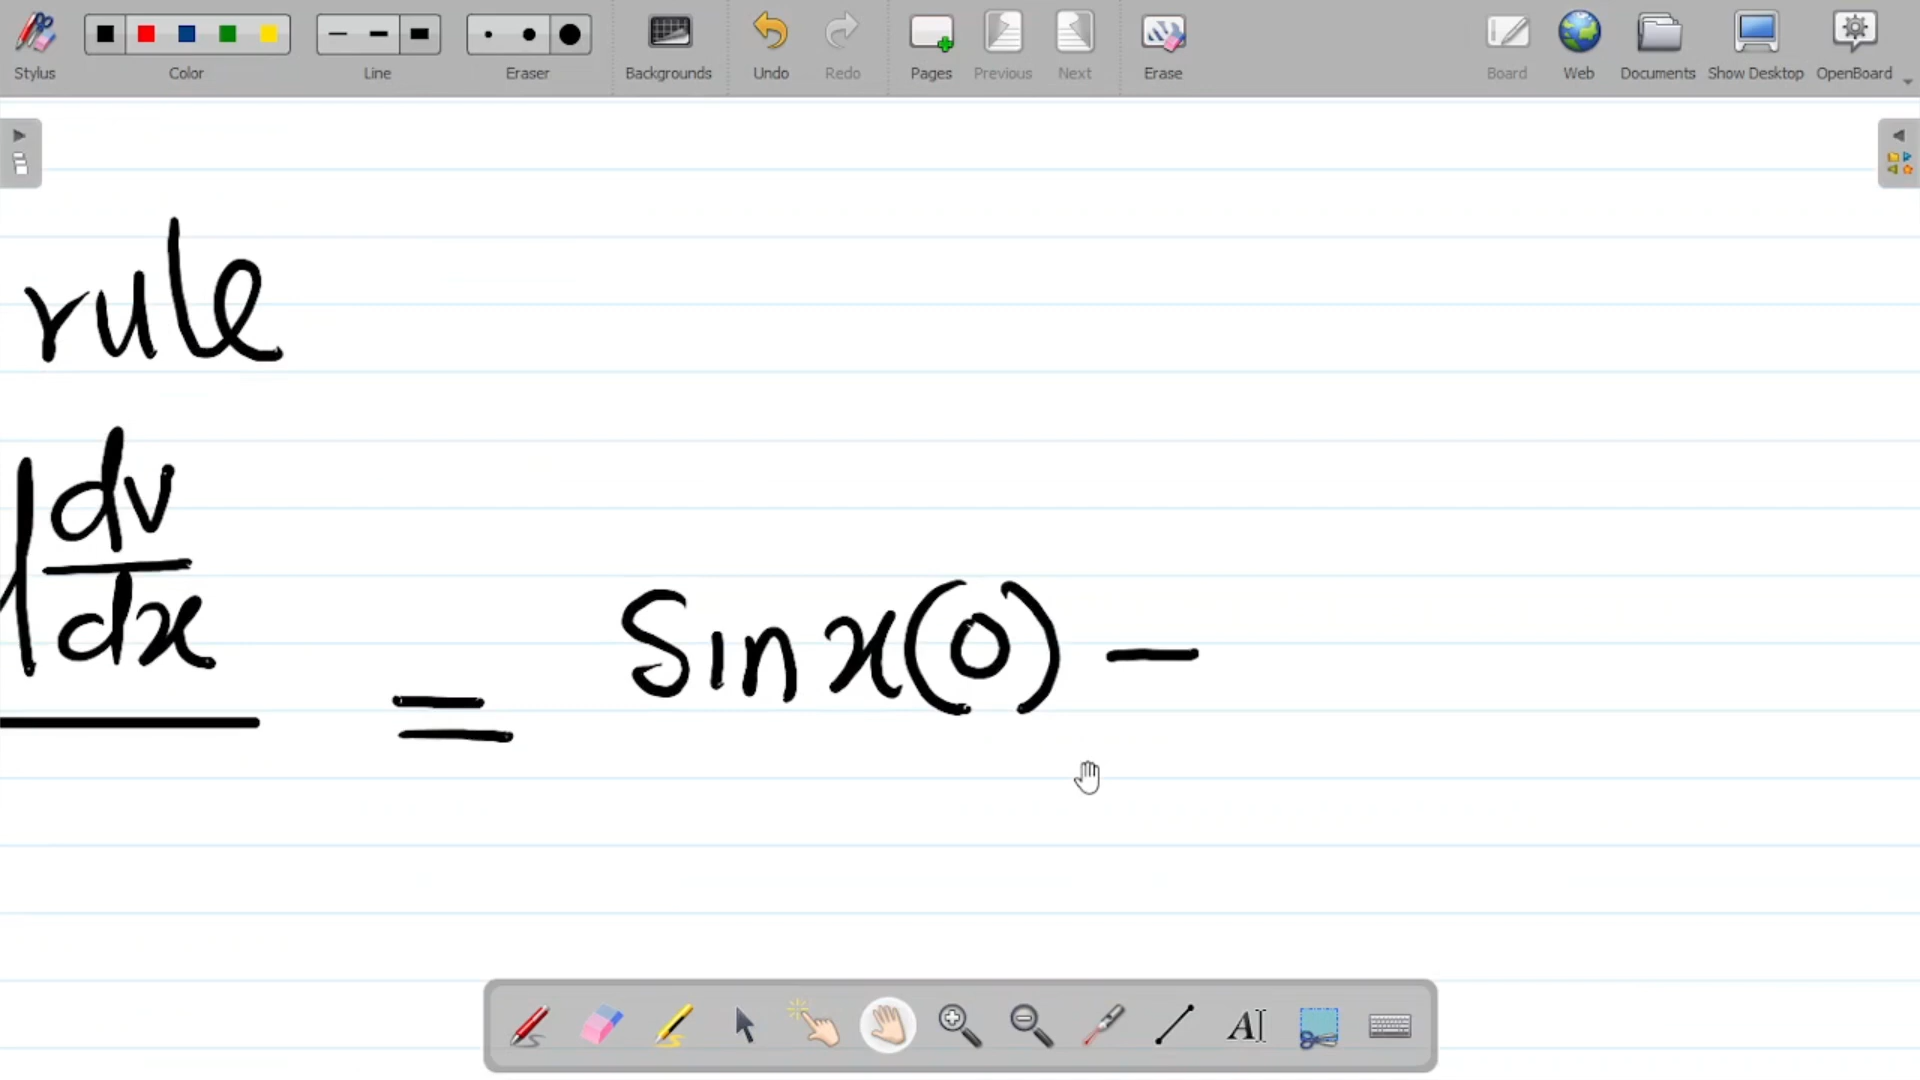 Stylus Color Line Eraser Backgrounds Undo Redo Pages Previous Next Erase Board Web Documents Show Desktop OpenBoard
rule
dv
dx
= Sin x(0) −